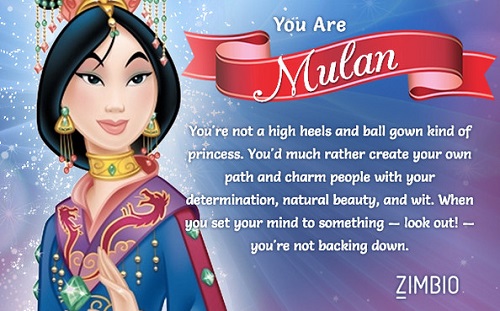 You Are
Mulan
You're not a high heels and ball gown kind of
princess. You'd much rather create your own
path and charm people with your
determination, natural beauty, and wit. When
you set your mind to something — look out! —
you're not backing down.
ZIMBIO